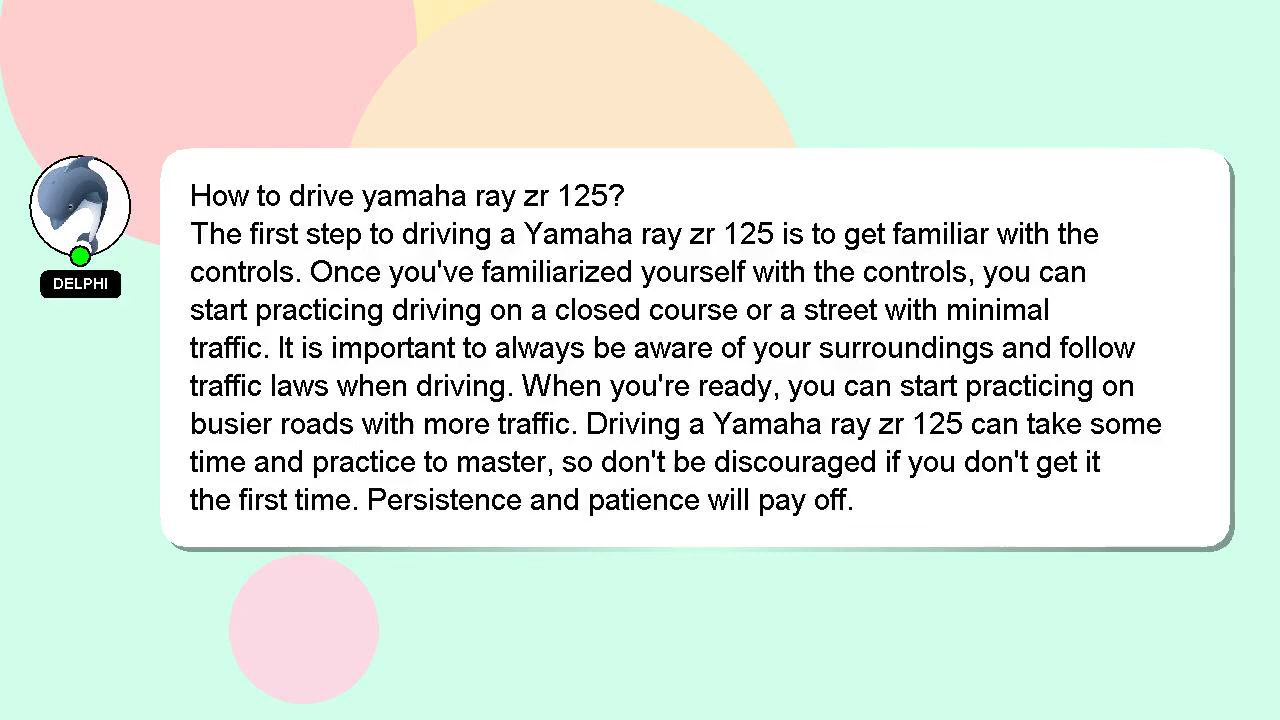 How to drive yamaha ray zr 125?
The first step to driving a Yamaha ray zr 125 is to get familiar with the
controls. Once you've familiarized yourself with the controls, you can
start practicing driving on a closed course or a street with minimal
traffic. It is important to always be aware of your surroundings and follow
traffic laws when driving. When you're ready, you can start practicing on
busier roads with more traffic. Driving a Yamaha ray zr 125 can take some
time and practice to master, so don't be discouraged if you don't get it
the first time. Persistence and patience will pay off.
DELPHI